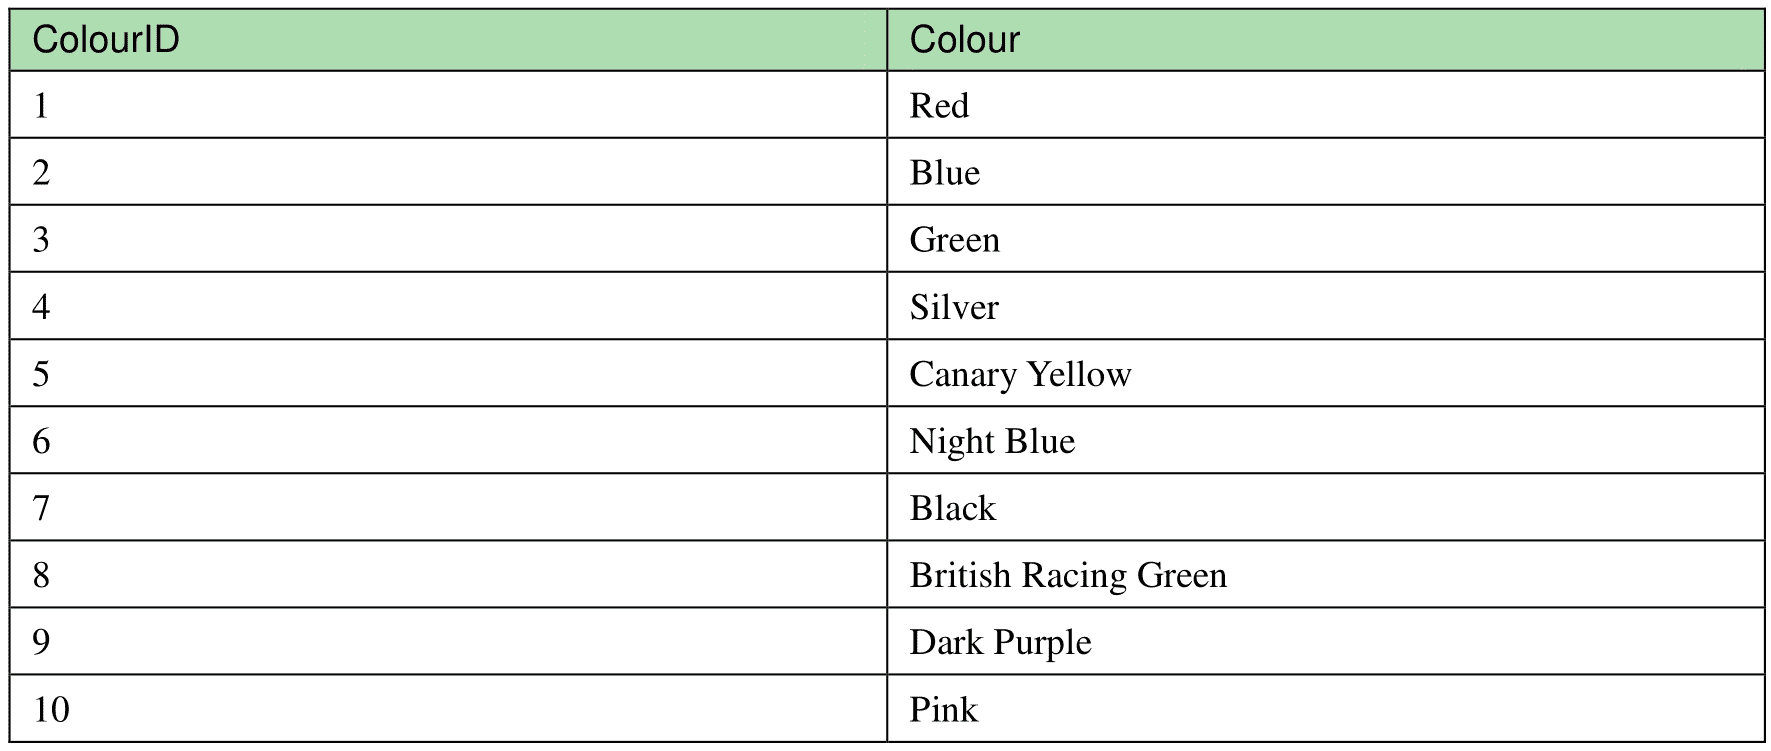 ColourID Colour
1 Red
2 Blue
3 Green
4 Silver
5 Canary Yellow
6 Night Blue
7 Black
8 British Racing Green
9 Dark Purple
10 Pink